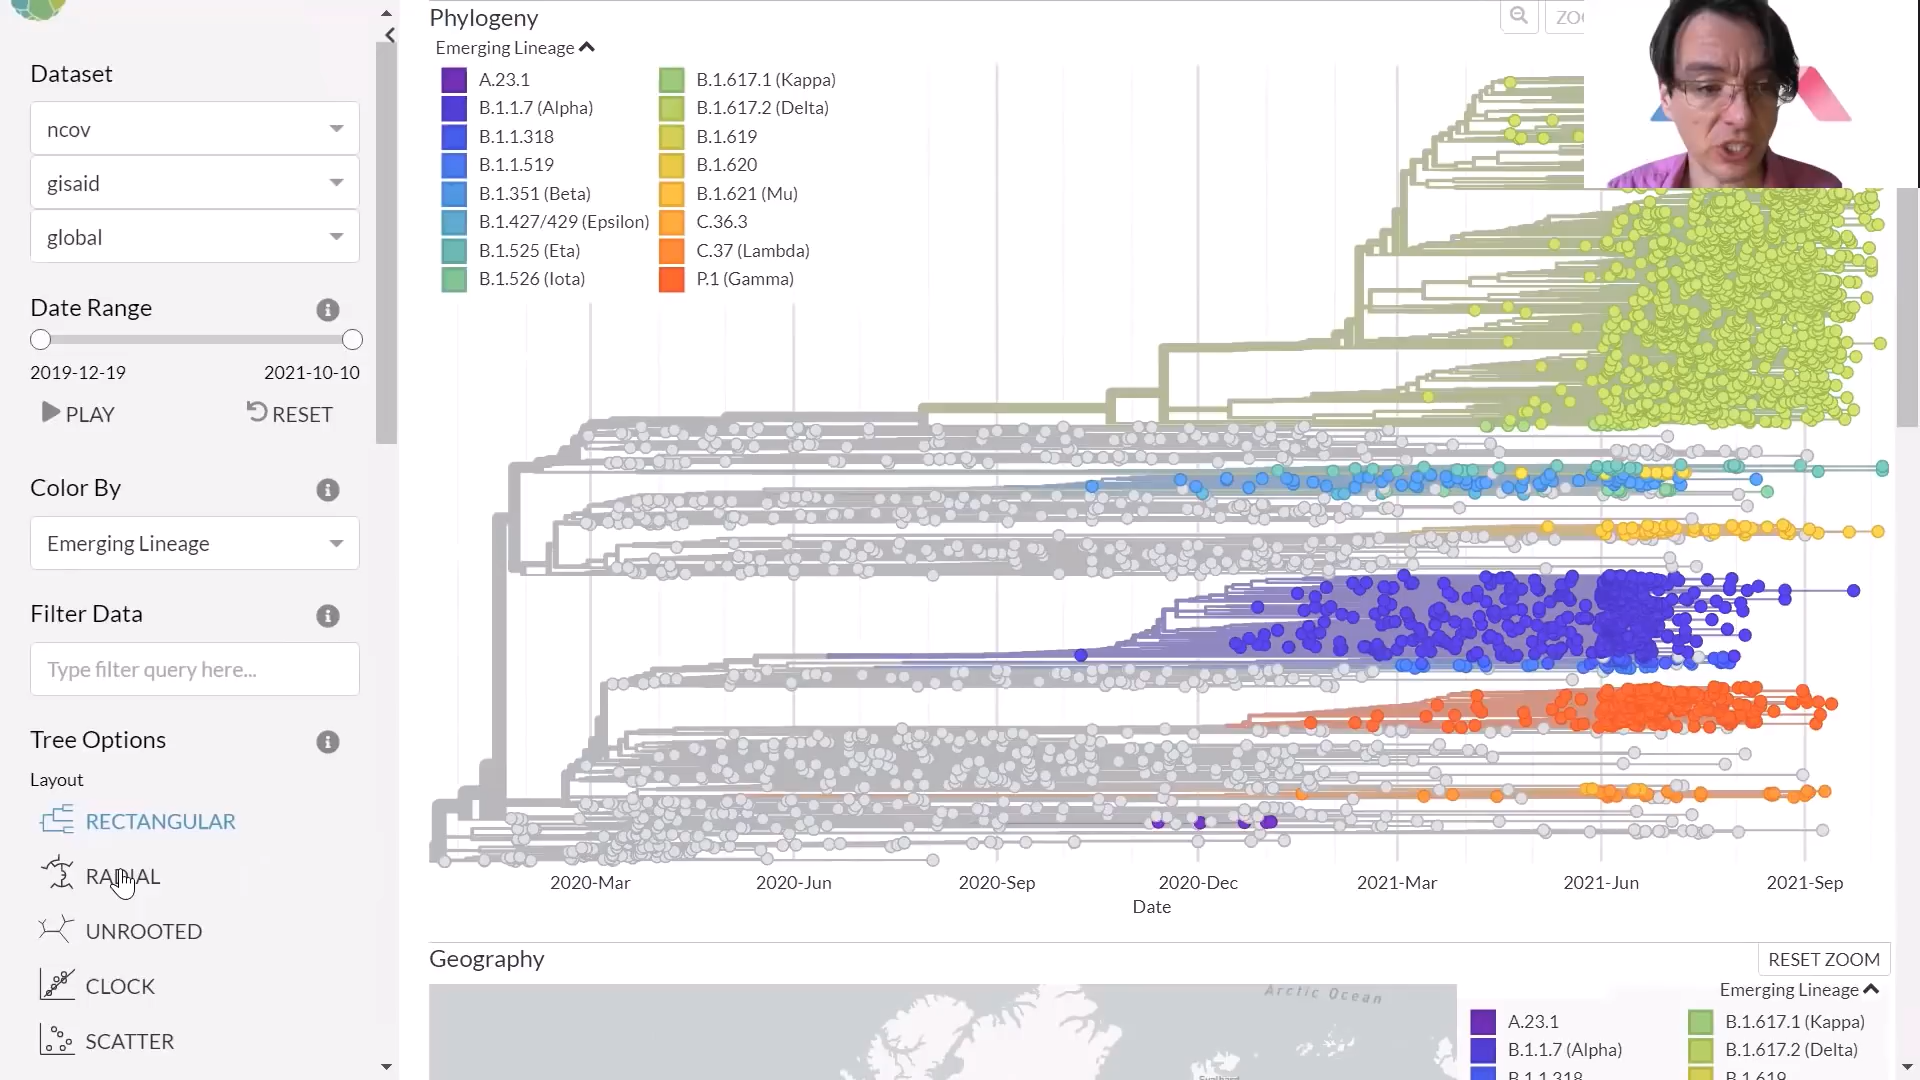 Dataset
ncov
gisaid
global
Date Range
2019-12-19
2021-10-10
PLAY
RESET
Color By
Emerging Lineage
Filter Data
Type filter query here...
Tree Options
Layout
RECTANGULAR
RADIAL
UNROOTED
CLOCK
SCATTER
Phylogeny
Emerging Lineage
A.23.1
B.1.1.7 (Alpha)
B.1.1.318
B.1.1.519
B.1.351 (Beta)
B.1.427/429 (Epsilon)
B.1.525 (Eta)
B.1.526 (Iota)
B.1.617.1 (Kappa)
B.1.617.2 (Delta)
B.1.619
B.1.620
B.1.621 (Mu)
C.36.3
C.37 (Lambda)
P.1 (Gamma)
2020-Mar
2020-Jun
2020-Sep
2020-Dec
2021-Mar
2021-Jun
2021-Sep
Date
Geography
RESET ZOOM
Arctic Ocean
Emerging Lineage
A.23.1
B.1.1.7 (Alpha)
B.1.1.318
B.1.617.1 (Kappa)
B.1.617.2 (Delta)
B.1.619